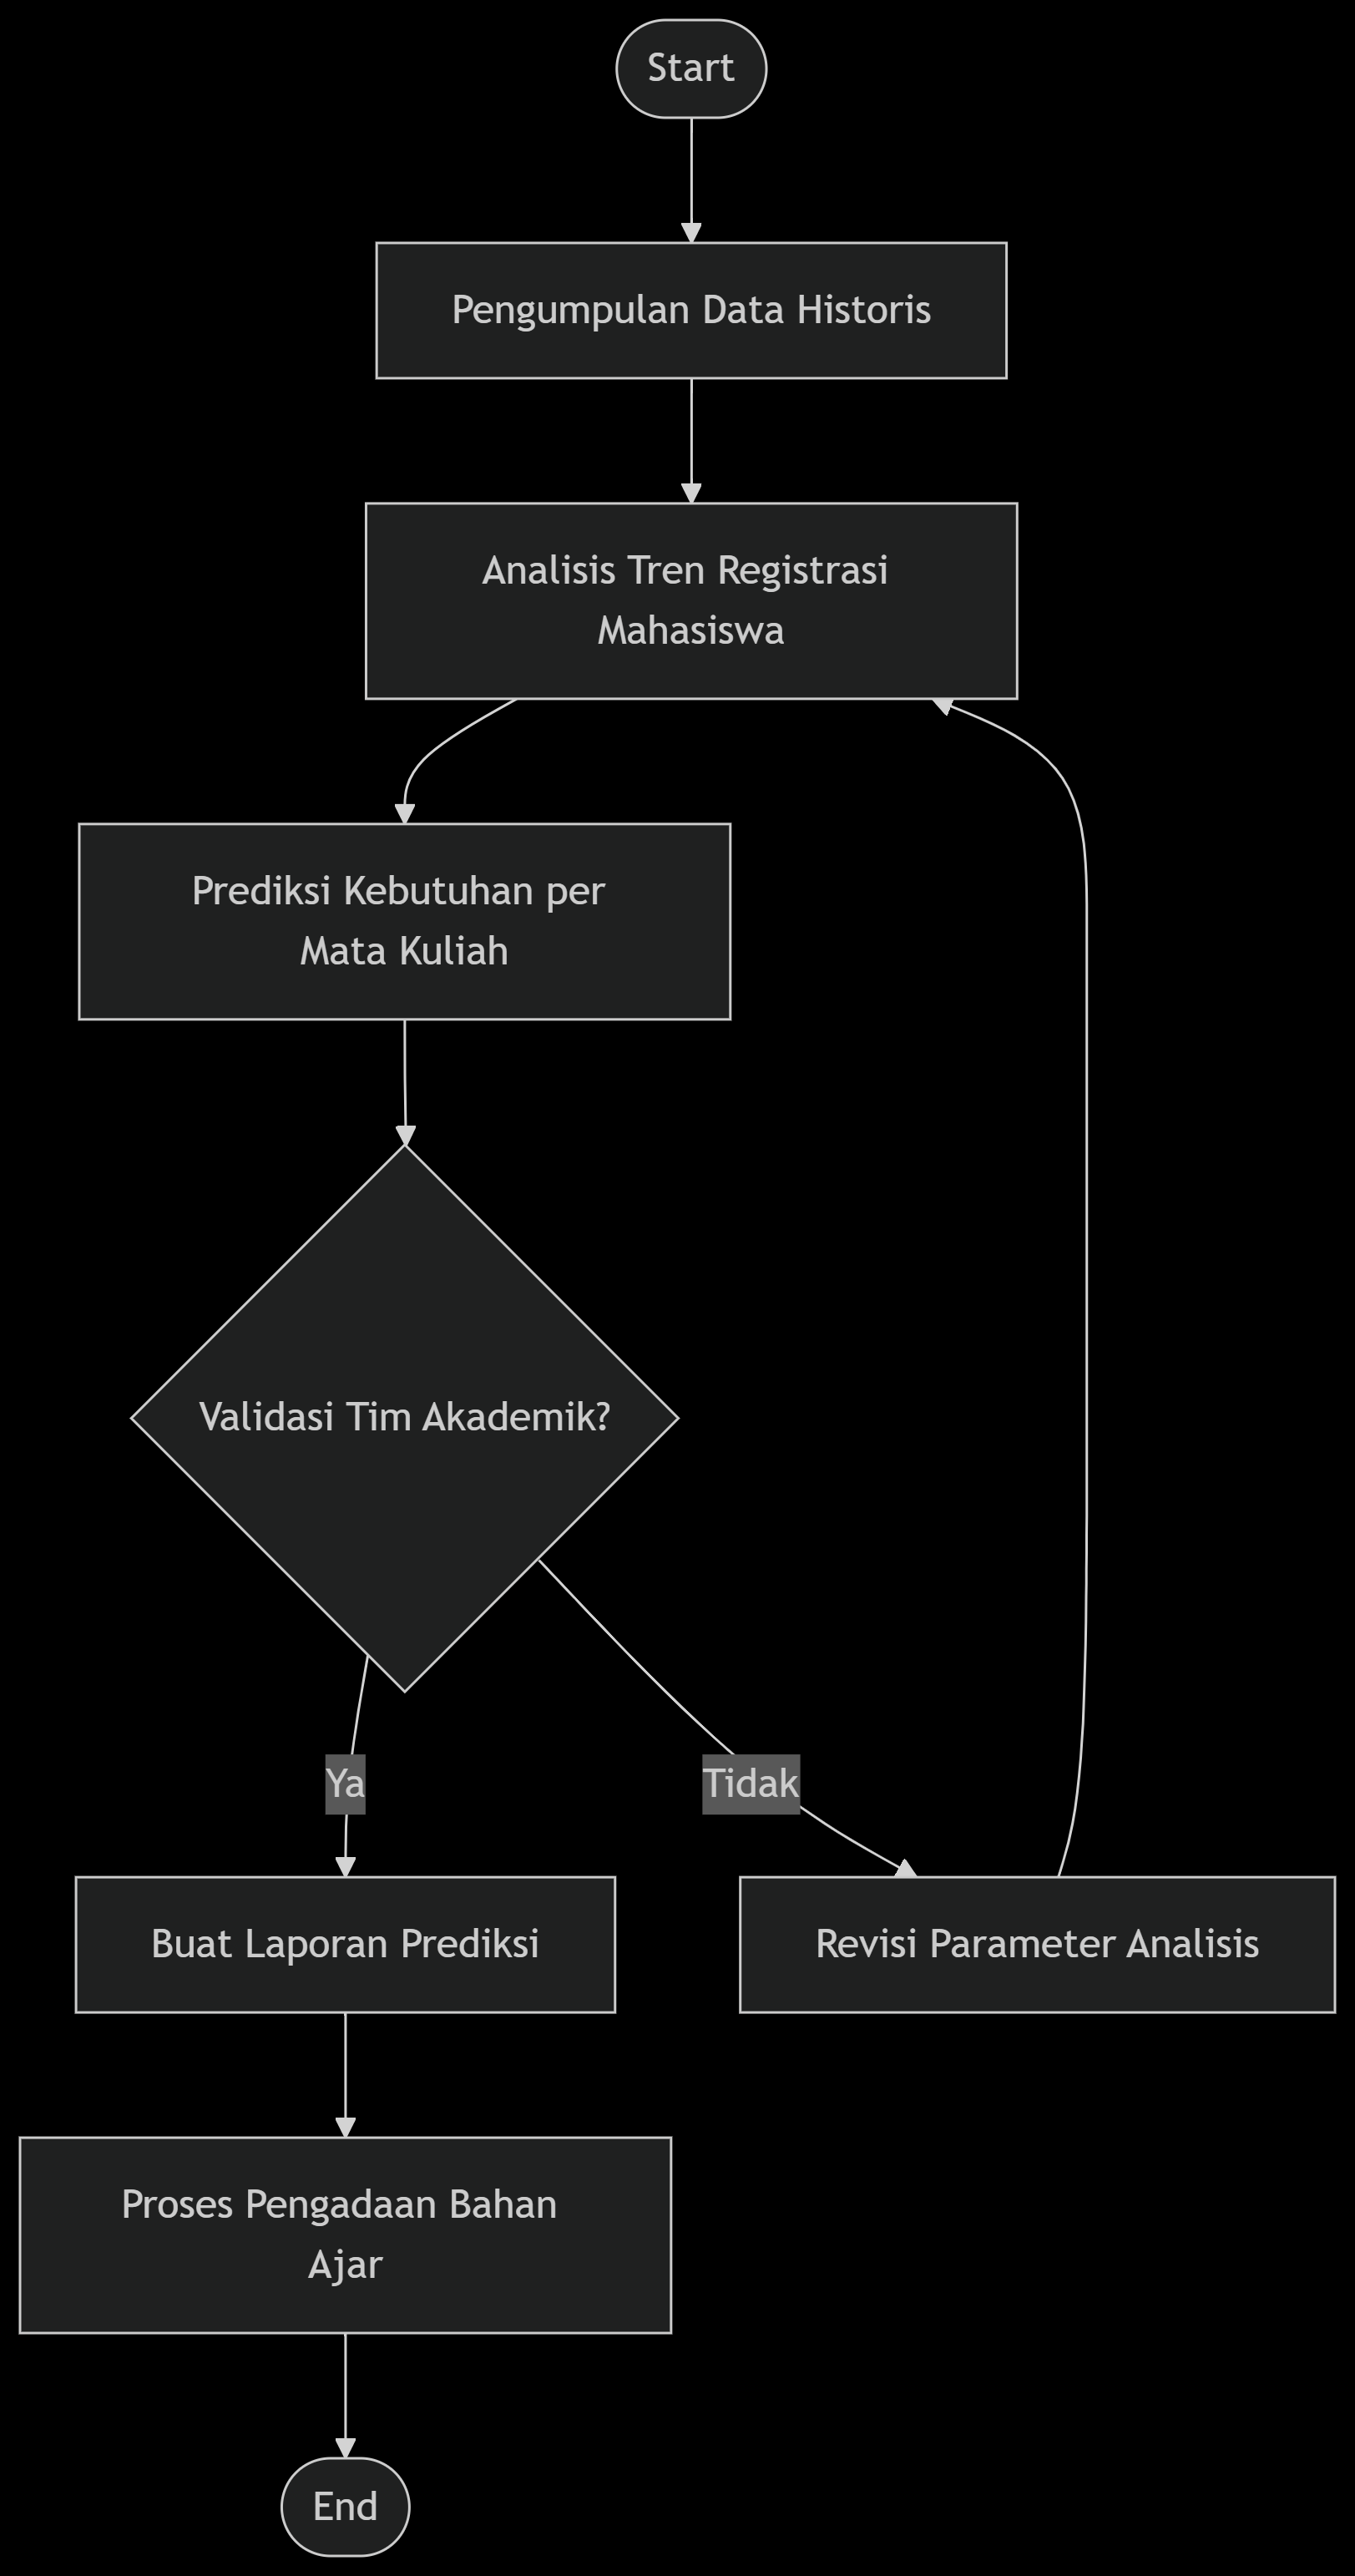 Start
Pengumpulan Data Historis
Analisis Tren Registrasi
Mahasiswa
Prediksi Kebutuhan per
Mata Kuliah
Validasi Tim Akademik?
Ya
Tidak
Buat Laporan Prediksi
Revisi Parameter Analisis
Proses Pengadaan Bahan
Ajar
End